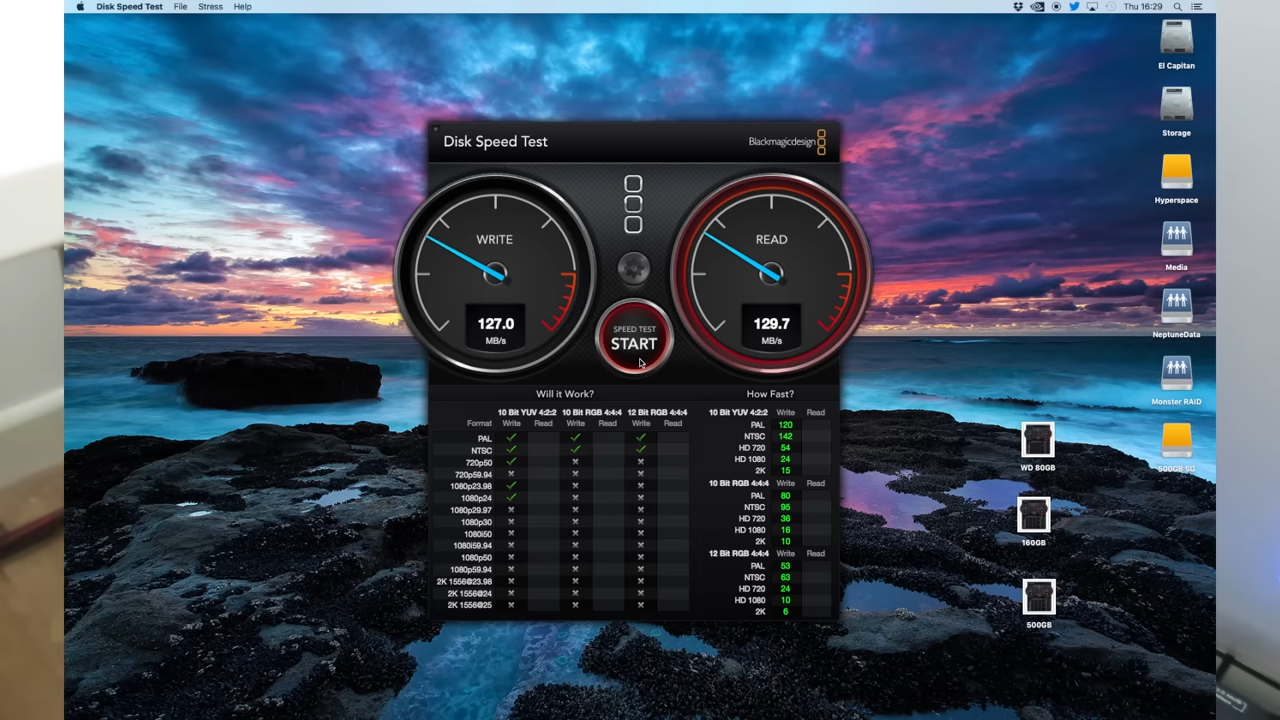 Disk Speed Test File Stress Help Thu 16:29
El Capitan
Storage
Hyperspace
Media
NeptuneData
Monster RAID
500GB SG
WD 80GB
160GB
500GB
Disk Speed Test Blackmagicdesign
WRITE
127.0
MB/s
SPEED TEST
START
READ
129.7
MB/s
Will it Work?
10 Bit YUV 4:2:2 10 Bit RGB 4:4:4 12 Bit RGB 4:4:4
Format Write Read Write Read Write Read
PAL
NTSC
720p50
720p59.94
1080p23.98
1080p24
1080p29.97
1080p30
1080i50
1080i59.94
1080p50
1080p59.94
2K 1556@23.98
2K 1556@24
2K 1556@25
How Fast?
10 Bit YUV 4:2:2 Write Read
PAL 120
NTSC 142
HD 720 54
HD 1080 24
2K 15
10 Bit RGB 4:4:4 Write Read
PAL 80
NTSC 95
HD 720 36
HD 1080 16
2K 10
12 Bit RGB 4:4:4 Write Read
PAL 53
NTSC 63
HD 720 24
HD 1080 10
2K 6